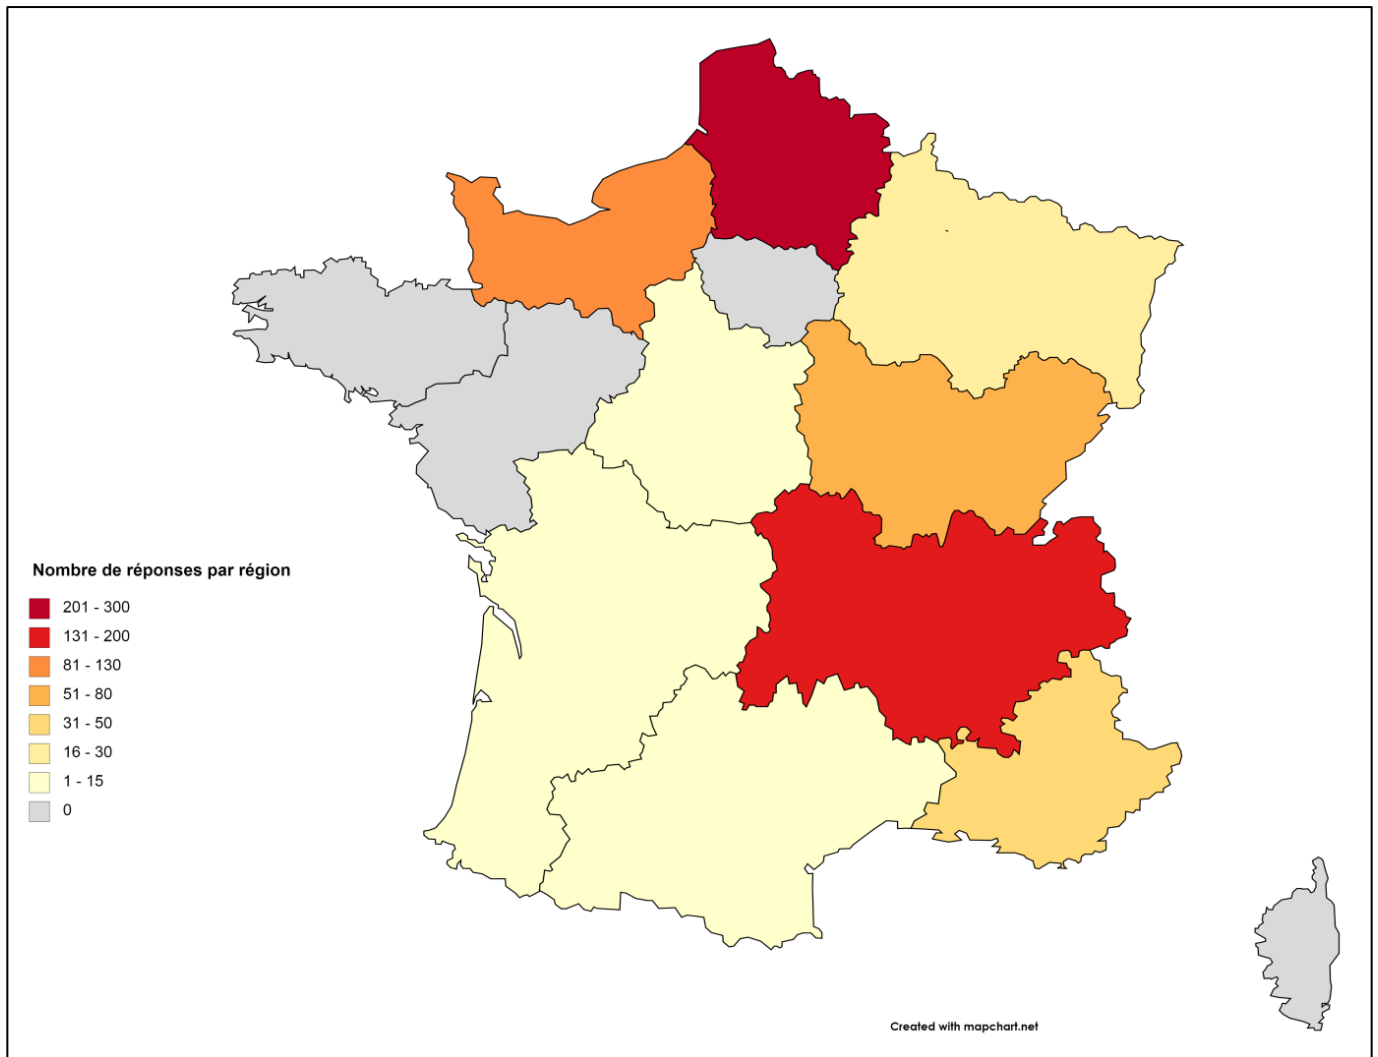 Nombre de réponses par région
201 - 300
131 - 200
81 - 130
51 - 80
31 - 50
16 - 30
1 - 15
0
Created with mapchart.net